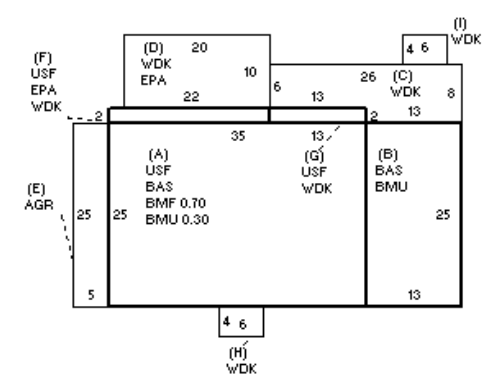 (I)
WDK
4 6
(D) 20
WDK
EPA
10
22
(F)
USF
EPA
WDK
2
26 (C)
WDK
6
13
8
2
13
35
13
(A)
USF
BAS
BMF 0.70
BMU 0.30
(G)
USF
WDK
(B)
BAS
BMU
(E)
AGR
25
25
25
5
13
4 6
(H)
WDK